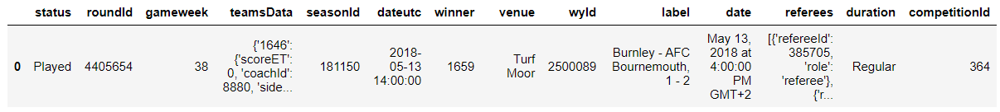 status roundId gameweek teamsData seasonId dateutc winner venue wyId label date referees duration competitionId
0 Played 4405654 38 {'1646': {'scoreET': 0, 'coachId': 8880, 'side... 181150 2018-05-13 14:00:00 1659 Turf Moor 2500089 Burnley - AFC Bournemouth, 1 - 2 May 13, 2018 at 4:00:00 PM GMT+2 [{'refereeId': 385705, 'role': 'referee'}, {'r... Regular 364